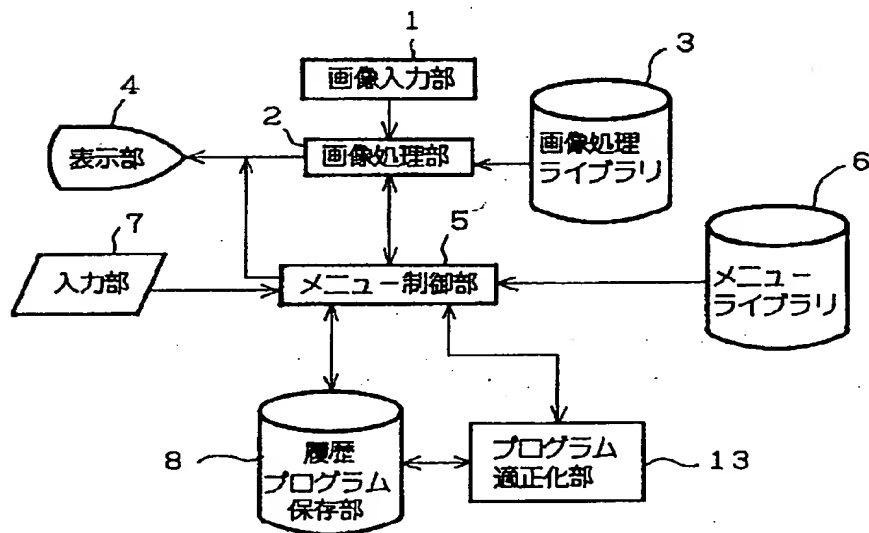 1
画像入力部
3
4
2
表示部
画像処理部
画像処理
ライブラリ
6
7
5
入力部
メニュー制御部
メニュー
ライブラリ
8
履歴
プログラム
保存部
プログラム
適正化部
13